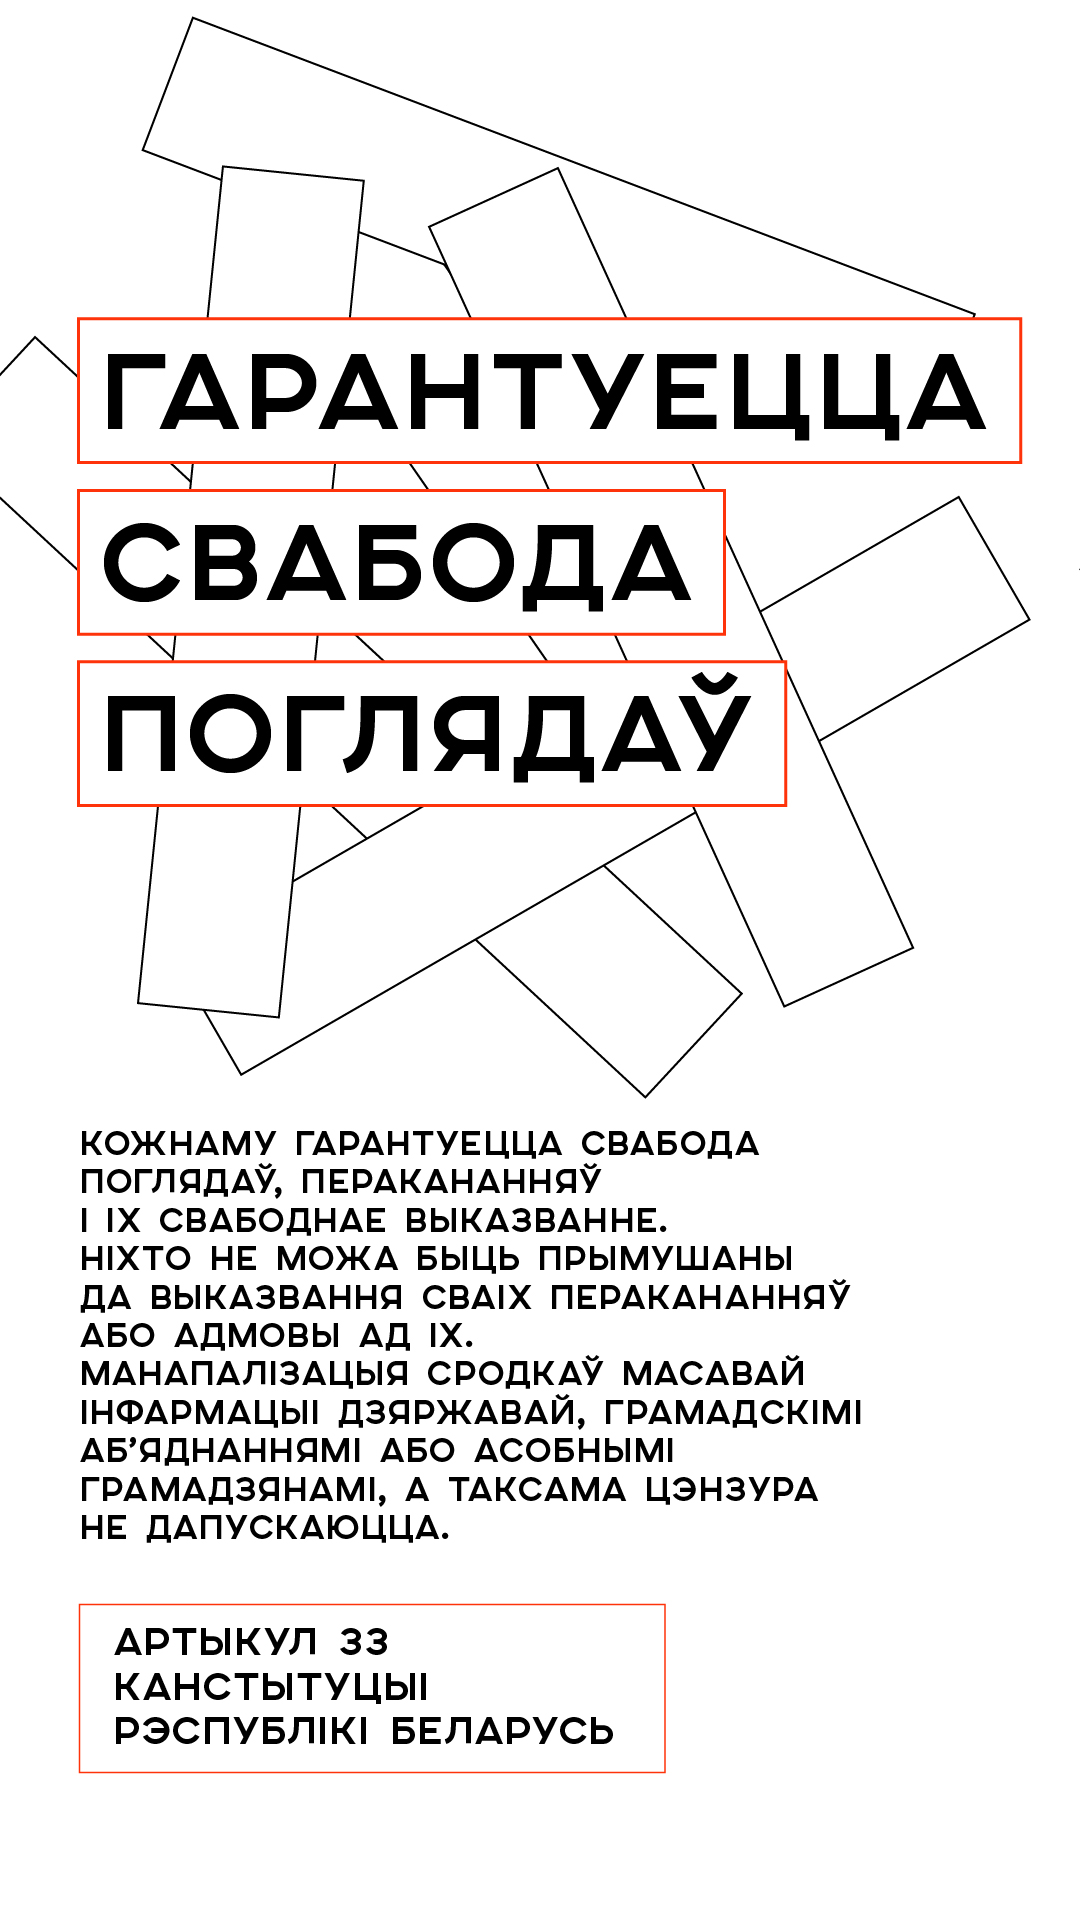 ГАРАНТУЕЦЦА
СВАБОДА
ПОГЛЯДАЎ
КОЖНАМУ ГАРАНТУЕЦЦА СВАБОДА
ПОГЛЯДАЎ, ПЕРАКАНАННЯЎ
І ІХ СВАБОДНАЕ ВЫКАЗВАННЕ.
НІХТО НЕ МОЖА БЫЦЬ ПРЫМУШАНЫ
ДА ВЫКАЗВАННЯ СВАІХ ПЕРАКАНАННЯЎ
АБО АДМОВЫ АД ІХ.
МАНАПАЛІЗАЦЫЯ СРОДКАЎ МАСАВАЙ
ІНФАРМАЦЫІ ДЗЯРЖАВАЙ, ГРАМАДСКІМІ
АБ’ЯДНАННЯМІ АБО АСОБНЫМІ
ГРАМАДЗЯНАМІ, А ТАКСАМА ЦЭНЗУРА
НЕ ДАПУСКАЮЦЦА.
АРТЫКУЛ 33
КАНСТЫТУЦЫІ
РЭСПУБЛІКІ БЕЛАРУСЬ